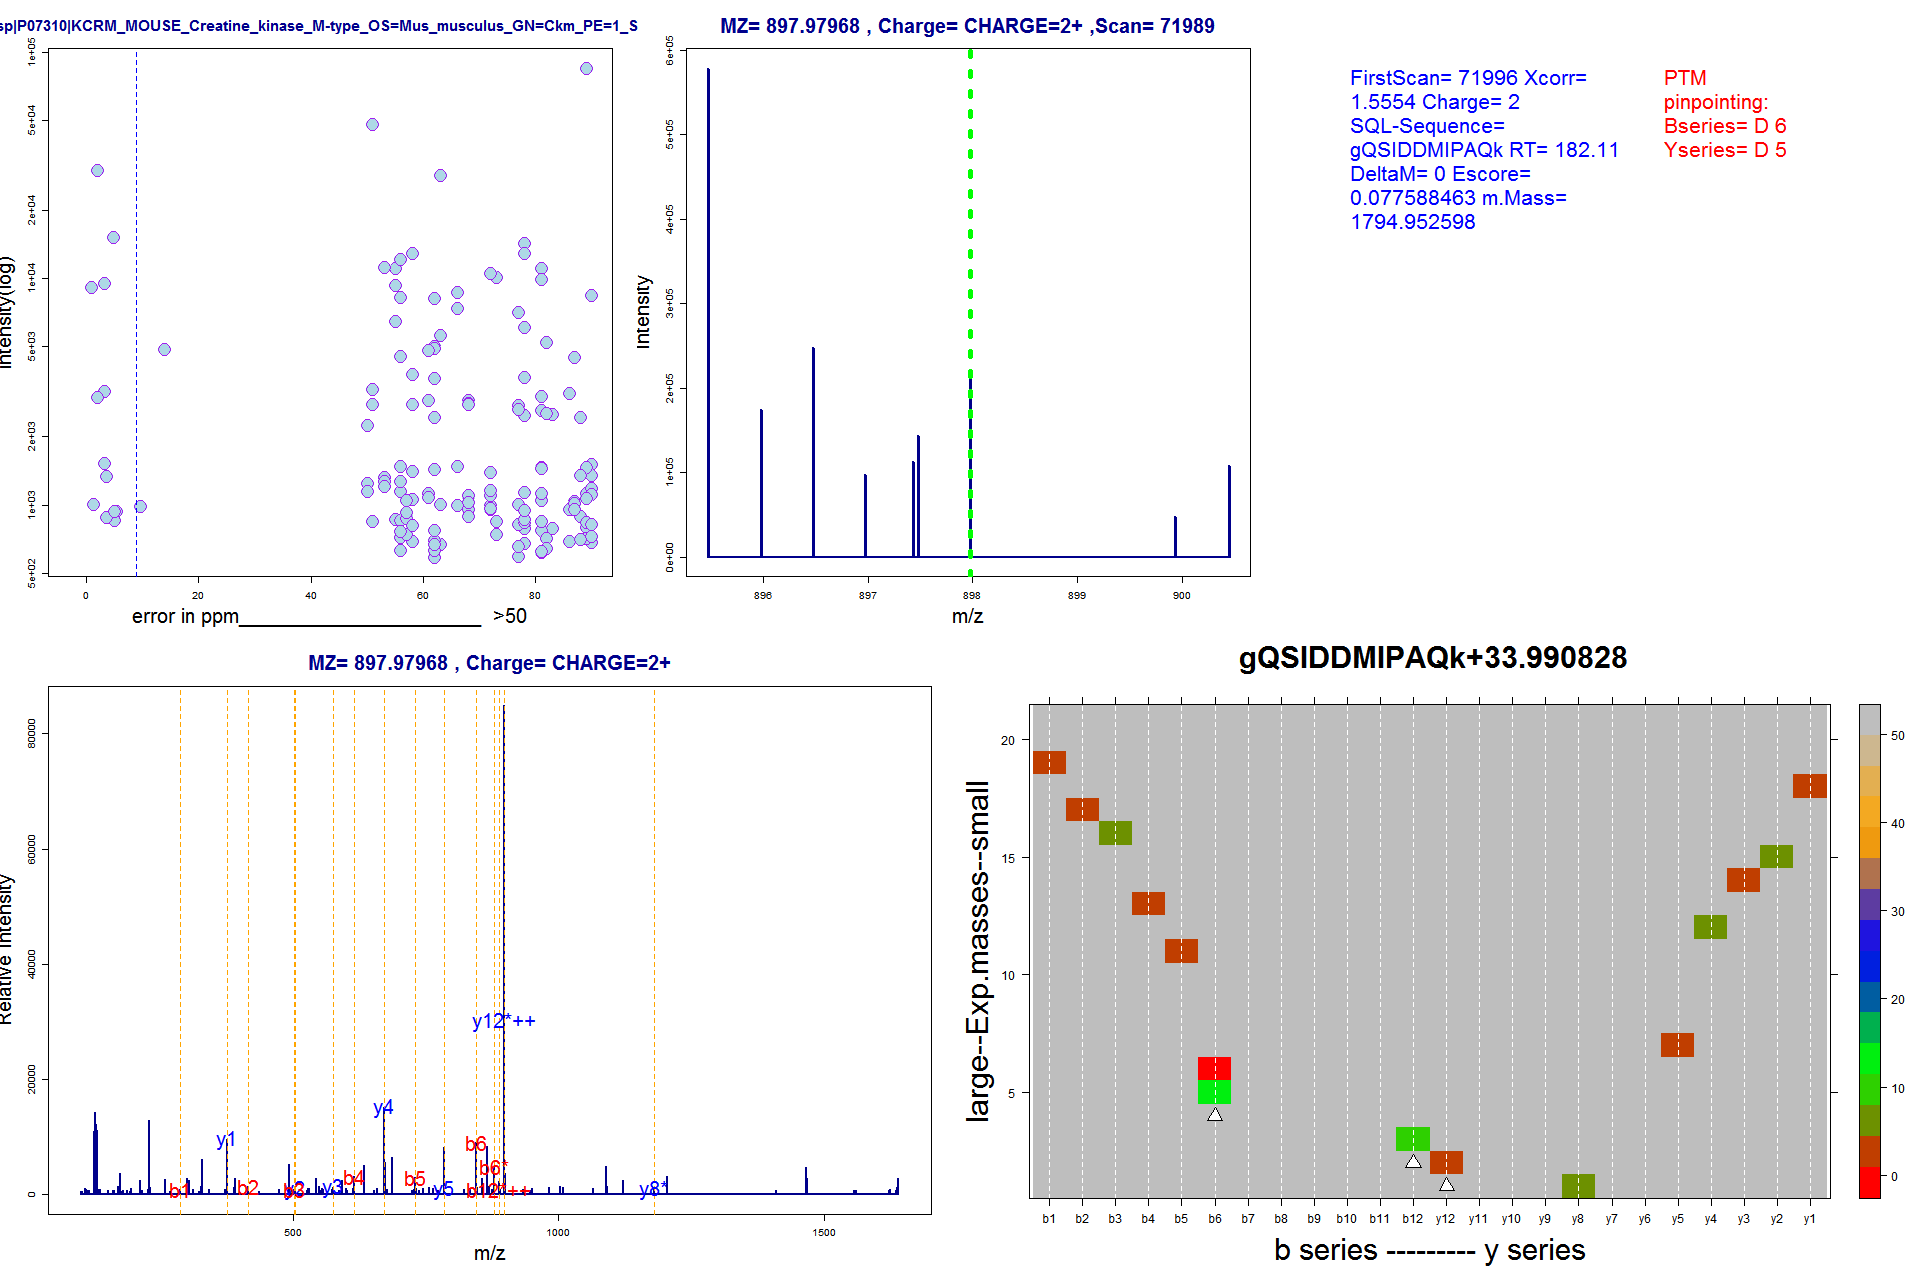 sp|P07310|KCRM_MOUSE_Creatine_kinase_M-type_OS=Mus_musculus_GN=Ckm_PE=1_S
1e+05
5e+04
2e+04
1e+04
5e+03
2e+03
1e+03
5e+02
Intensity(log)
0 20 40 60 80
error in ppm______________________ >50
MZ= 897.97968 , Charge= CHARGE=2+ ,Scan= 71989
6e+05
5e+05
4e+05
3e+05
2e+05
1e+05
0e+00
Intensity
896 897 898 899 900
m/z
FirstScan= 71996 Xcorr=
1.5554 Charge= 2
SQL-Sequence=
gQSIDDMIPAQk RT= 182.11
DeltaM= 0 Escore=
0.077588463 m.Mass=
1794.952598
PTM
pinpointing:
Bseries= D 6
Yseries= D 5
MZ= 897.97968 , Charge= CHARGE=2+
80000
60000
40000
20000
0
Relative Intensity
y12*++
y4
y1
b6
b6*
b4
b5
b1
b2
b3
y3
y5
b12*++
y8*
500 1000 1500
m/z
gQSIDDMIPAQk+33.990828
20
15
10
5
large--Exp.masses--small
b1 b2 b3 b4 b5 b6 b7 b8 b9 b10 b11 b12 y12 y11 y10 y9 y8 y7 y6 y5 y4 y3 y2 y1
b series --------- y series
50
40
30
20
10
0